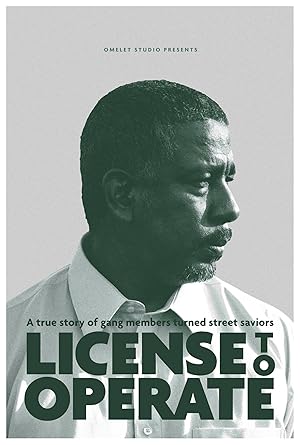 OMELET STUDIO PRESENTS
A true story of gang members turned street saviors
LICENSE TO
OPERATE